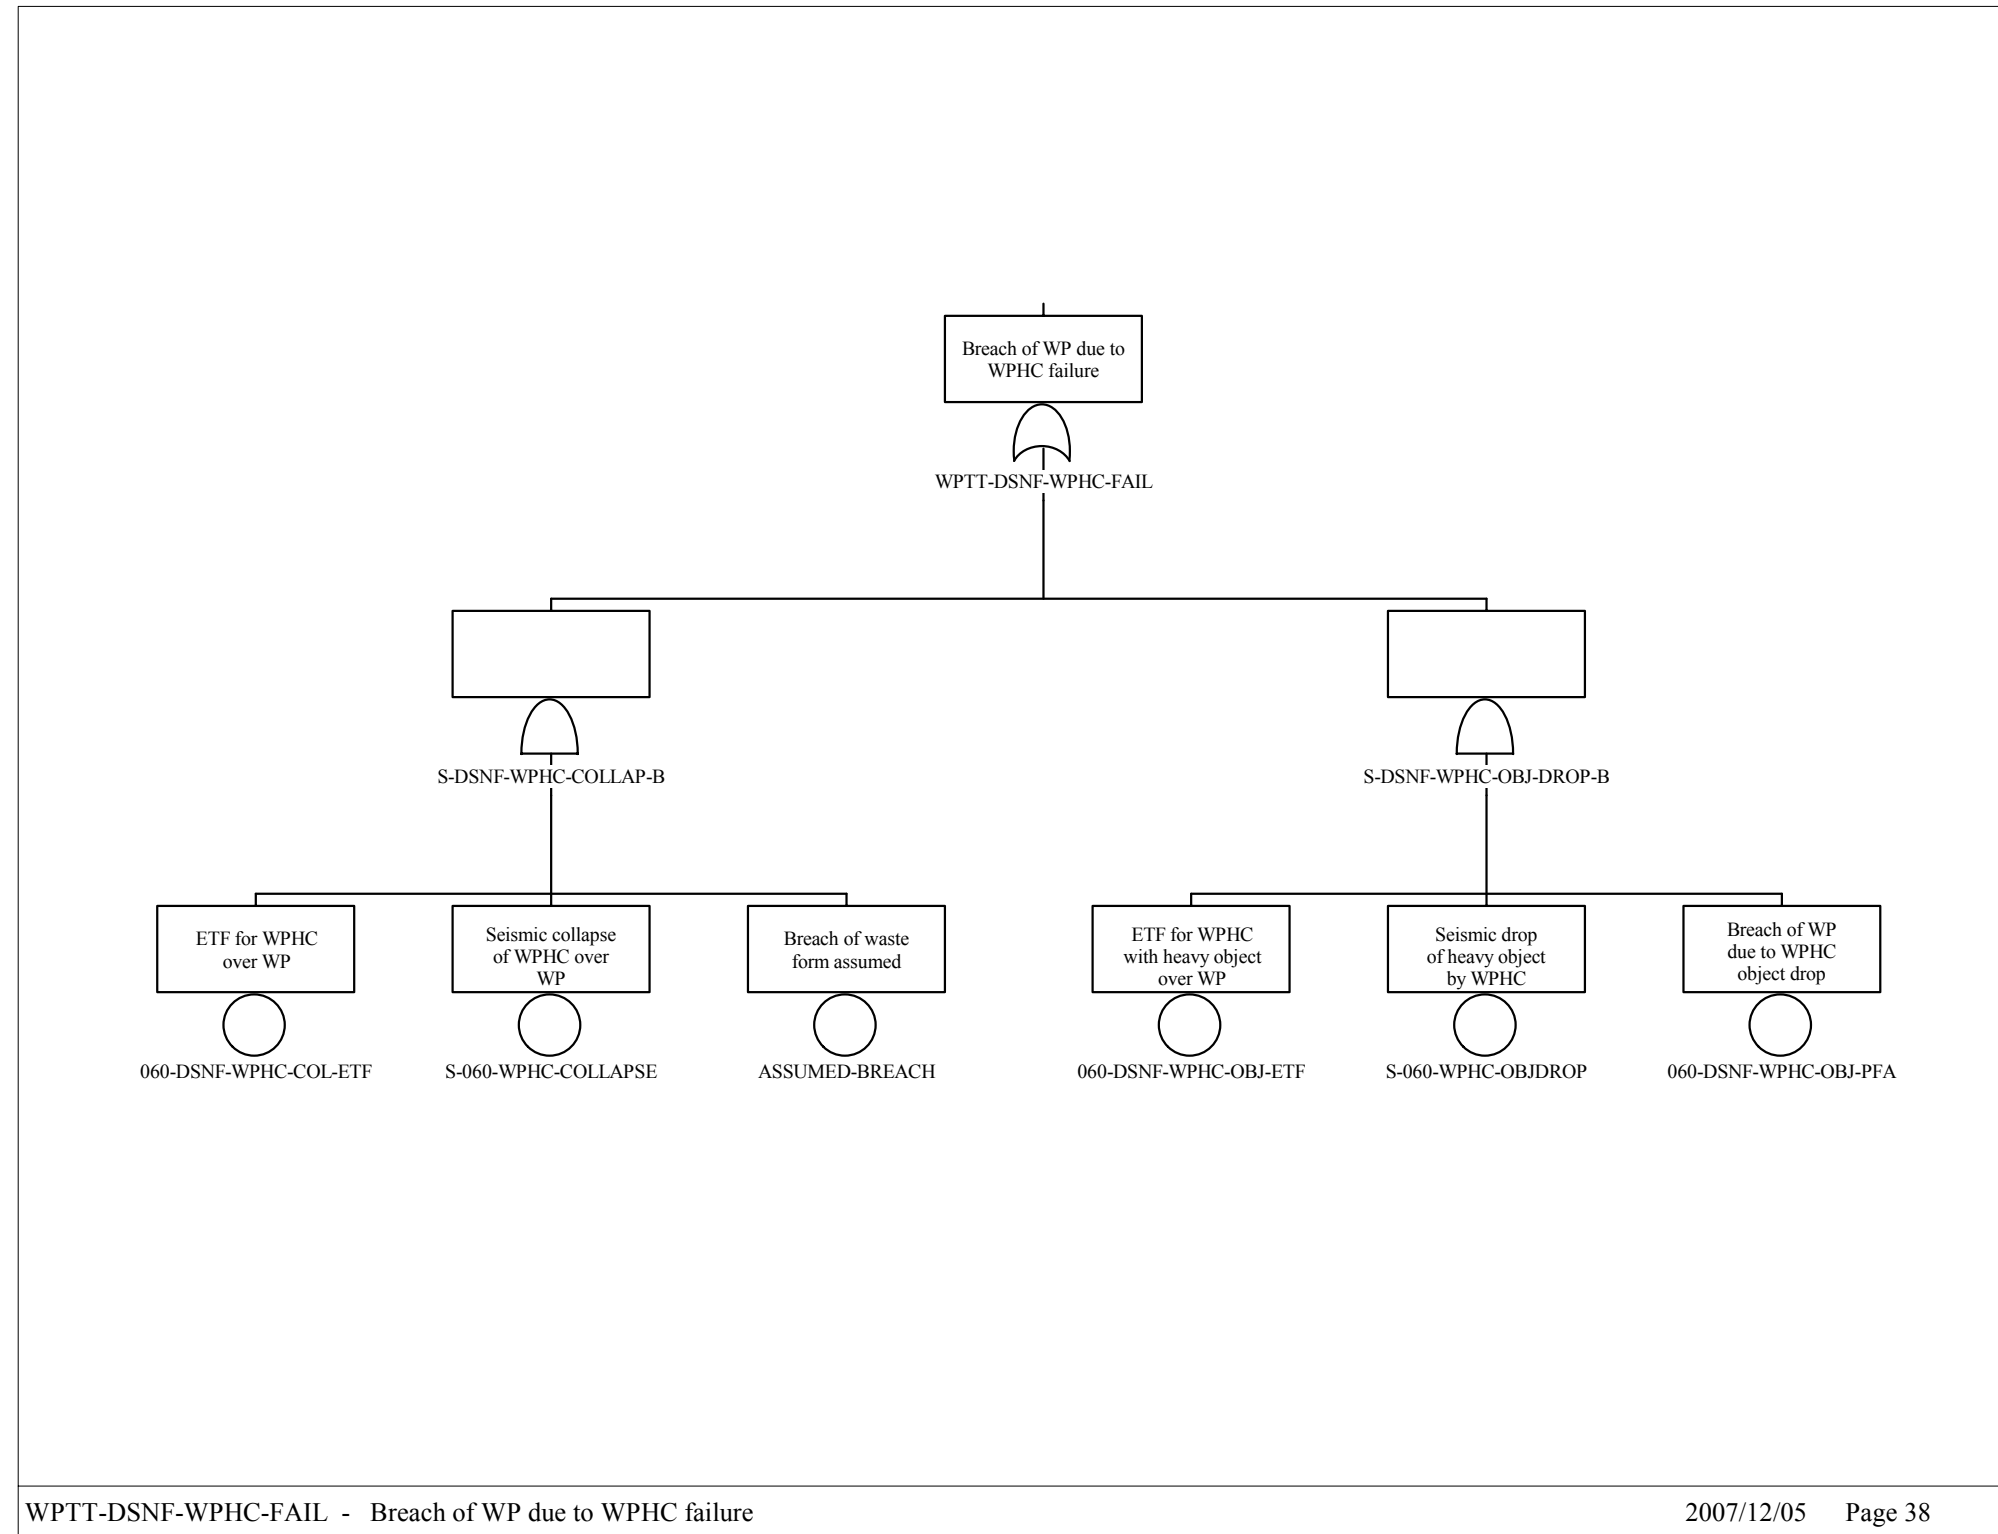 Breach of WP due to
WPHC failure
WPTT-DSNF-WPHC-FAIL
S-DSNF-WPHC-COLLAP-B
S-DSNF-WPHC-OBJ-DROP-B
ETF for WPHC
over WP
060-DSNF-WPHC-COL-ETF
Seismic collapse
of WPHC over
WP
S-060-WPHC-COLLAPSE
Breach of waste
form assumed
ASSUMED-BREACH
ETF for WPHC
with heavy object
over WP
060-DSNF-WPHC-OBJ-ETF
Seismic drop
of heavy object
by WPHC
S-060-WPHC-OBJDROP
Breach of WP
due to WPHC
object drop
060-DSNF-WPHC-OBJ-PFA
WPTT-DSNF-WPHC-FAIL - Breach of WP due to WPHC failure
2007/12/05 Page 38